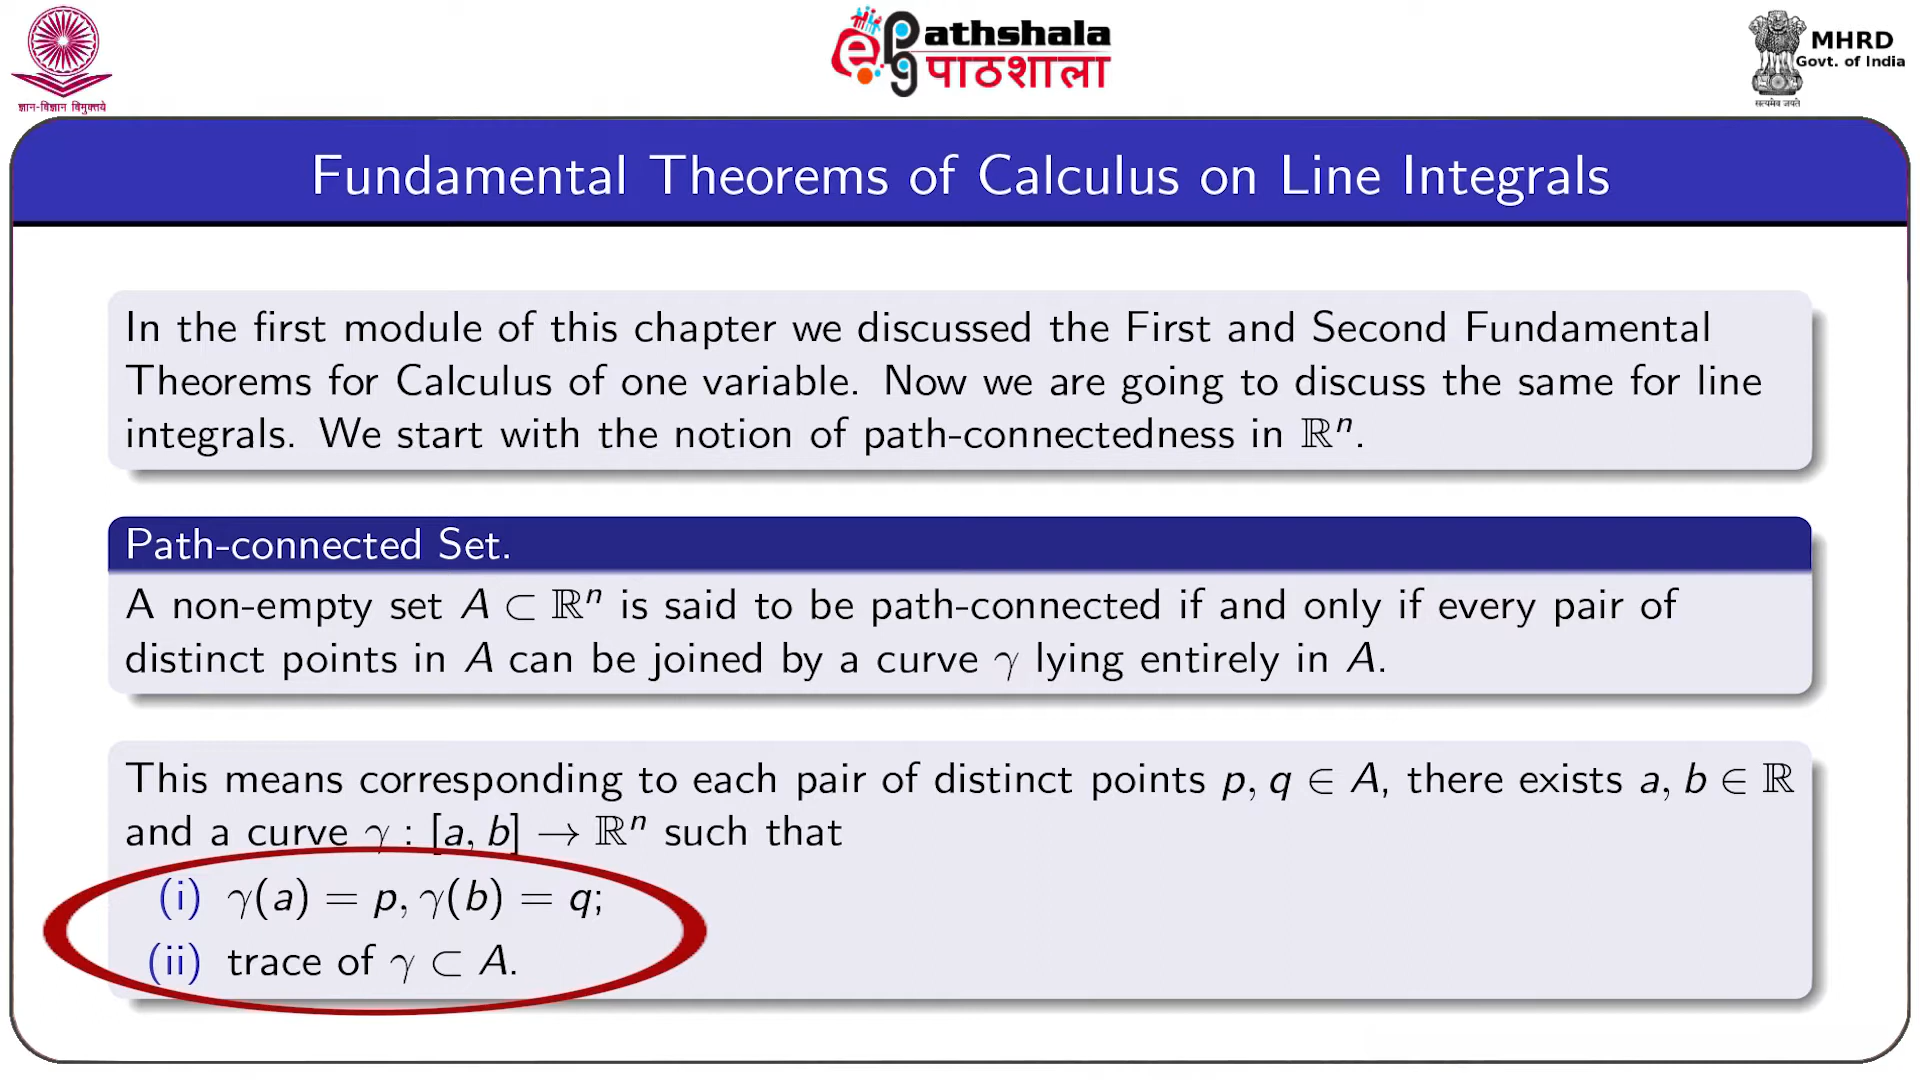 ज्ञान-विज्ञान विमुक्तये
ePathshala
पाठशाला
MHRD
Govt. of India
सत्यमेव जयते
Fundamental Theorems of Calculus on Line Integrals
In the first module of this chapter we discussed the First and Second Fundamental
Theorems for Calculus of one variable. Now we are going to discuss the same for line
integrals. We start with the notion of path-connectedness in ℝⁿ.
Path-connected Set.
A non-empty set A ⊂ ℝⁿ is said to be path-connected if and only if every pair of
distinct points in A can be joined by a curve γ lying entirely in A.
This means corresponding to each pair of distinct points p, q ∈ A, there exists a, b ∈ ℝ
and a curve γ : [a, b] → ℝⁿ such that
(i) γ(a) = p, γ(b) = q;
(ii) trace of γ ⊂ A.